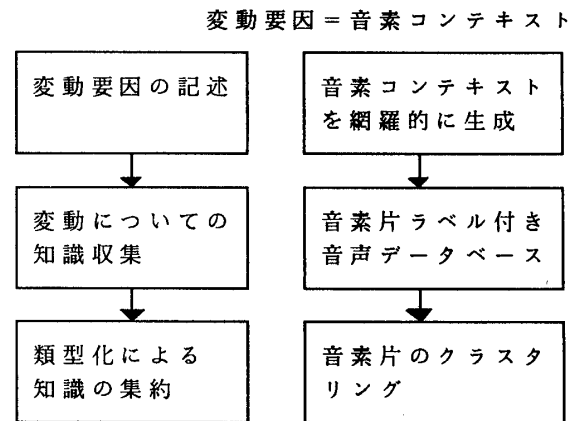 変動要因＝音素コンテキスト
変動要因の記述
変動についての
知識収集
類型化による
知識の集約
音素コンテキスト
を網羅的に生成
音素片ラベル付き
音声データベース
音素片のクラスタ
リング